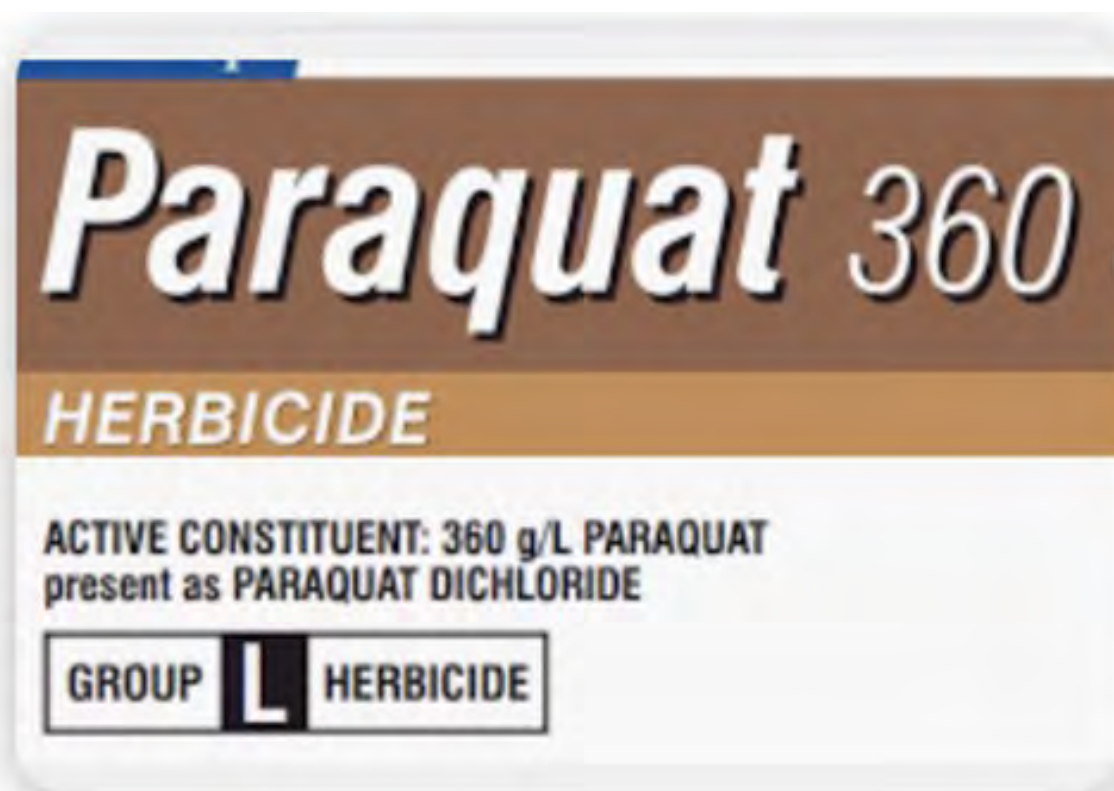 Paraquat 360
HERBICIDE
ACTIVE CONSTITUENT: 360 g/L PARAQUAT
present as PARAQUAT DICHLORIDE
GROUP L HERBICIDE